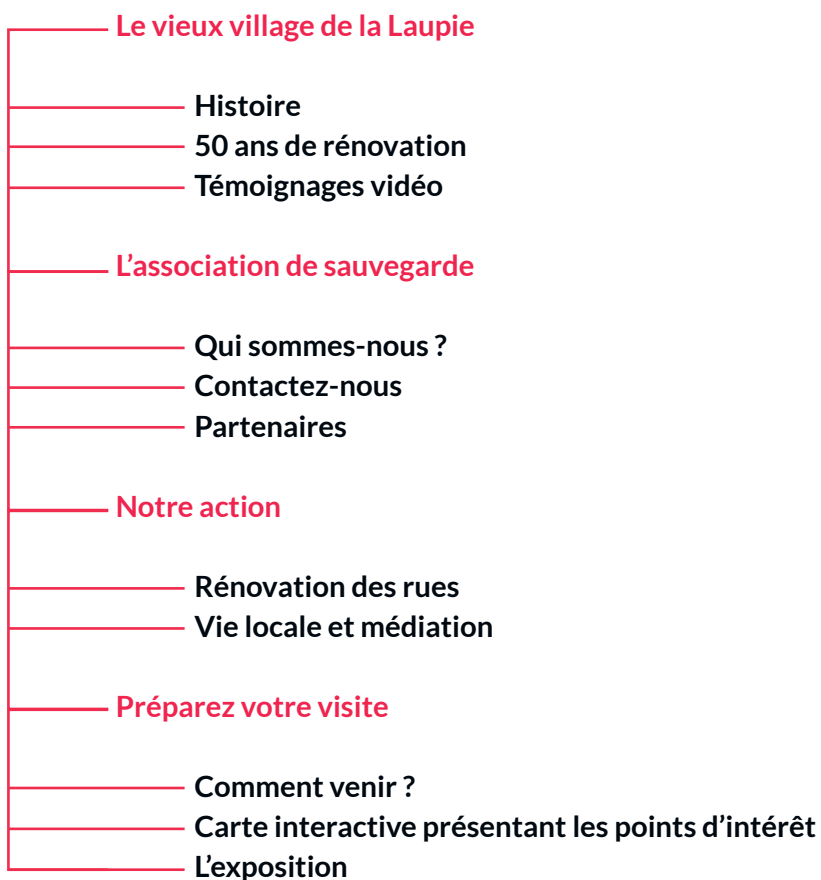 Le vieux village de la Laupie
Histoire
50 ans de rénovation
Témoignages vidéo
L’association de sauvegarde
Qui sommes-nous ?
Contactez-nous
Partenaires
Notre action
Rénovation des rues
Vie locale et médiation
Préparez votre visite
Comment venir ?
Carte interactive présentant les points d’intérêt
L’exposition